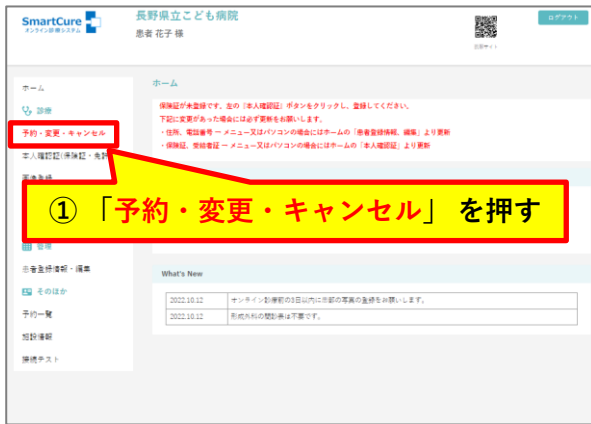 SmartCure
オンライン診療システム
長野県立こども病院
患者 花子 様
ログアウト
ホーム
診療
予約・変更・キャンセル
本人確認証(保険証・免許
ホーム
保険証が未登録です。左の「本人確認証」ボタンをクリックし、登録してください。
下記に変更があった場合には必ず更新をお願いします。
・住所、電話番号 → メニュー又はパソコンの場合にはホームの「患者登録情報、編集」より更新
・保険証、受給者証 → メニュー又はパソコンの場合にはホームの「本人確認証」より更新
① 「予約・変更・キャンセル」 を押す
管理
患者登録情報・編集
そのほか
予約一覧
施設情報
接続テスト
What's New
2022.10.12 オンライン診療前の3日以内に患部の写真の登録をお願いします。
2022.10.12 形成外科の問診表は不要です。